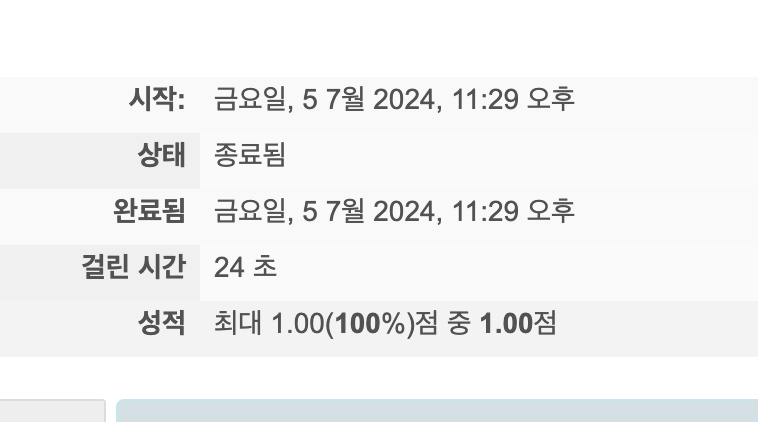 시작: 금요일, 5 7월 2024, 11:29 오후
상태 종료됨
완료됨 금요일, 5 7월 2024, 11:29 오후
걸린 시간 24 초
성적 최대 1.00(100%)점 중 1.00점